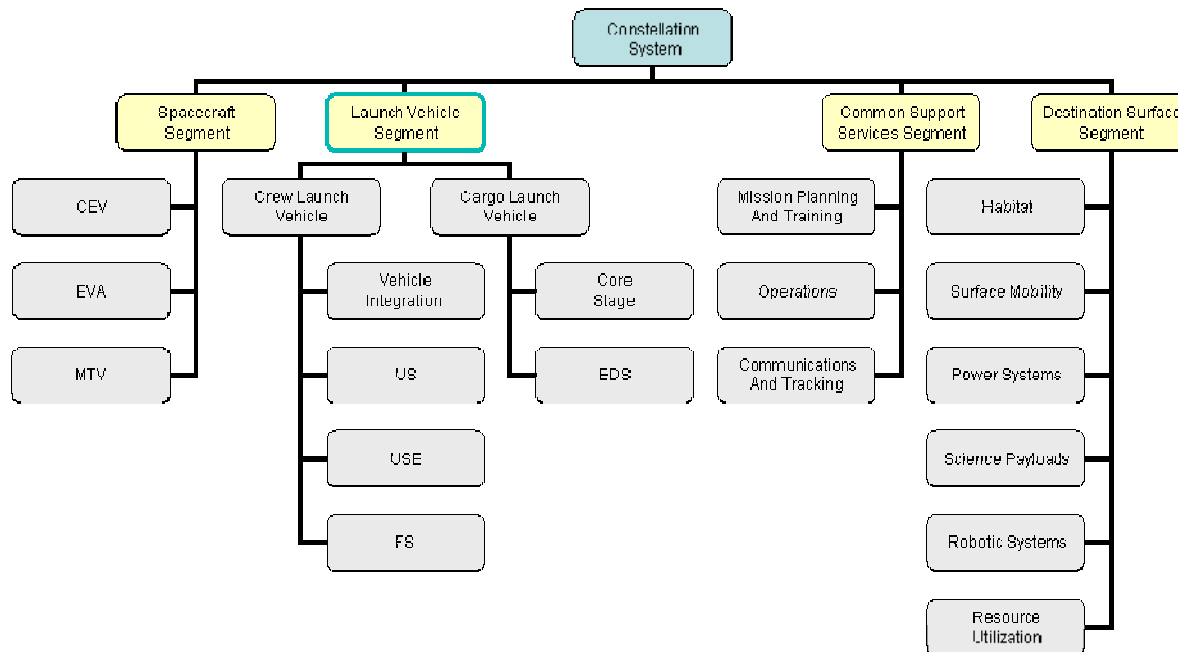 Constellation
System
Spacecraft
Segment
Launch Vehicle
Segment
Common Support
Services Segment
Destination Surface
Segment
CEV
EVA
MTV
Crew Launch
Vehicle
Vehicle
Integration
US
USE
FS
Cargo Launch
Vehicle
Core
Stage
EDS
Mission Planning
And Training
Operations
Communications
And Tracking
Habitat
Surface Mobility
Power Systems
Science Payloads
Robotic Systems
Resource
Utilization